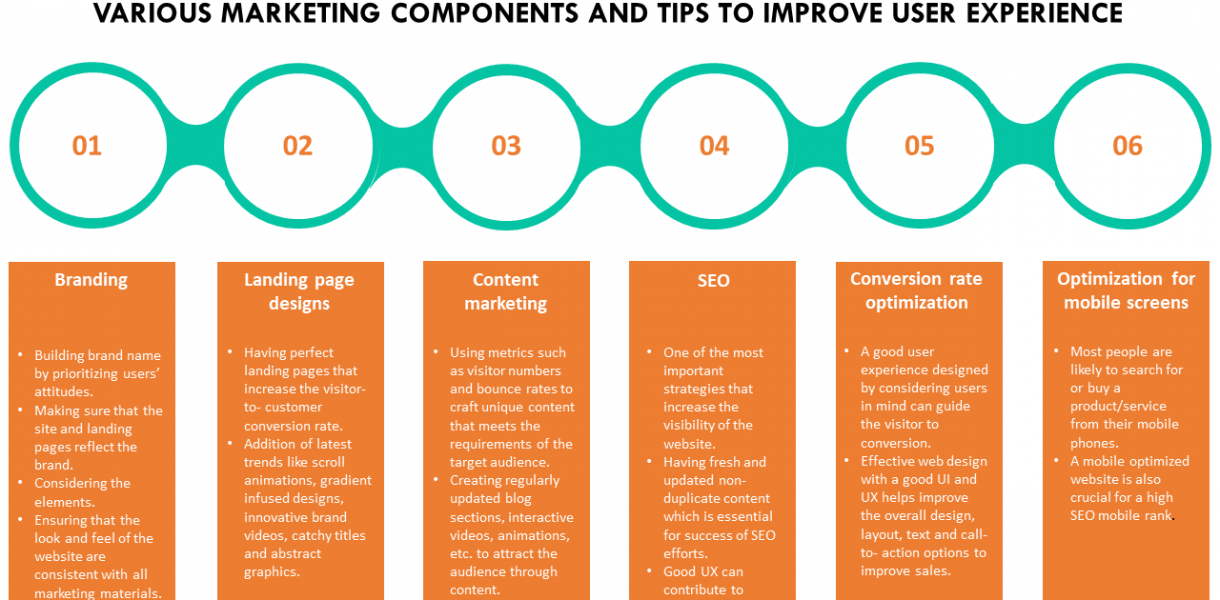 VARIOUS MARKETING COMPONENTS AND TIPS TO IMPROVE USER EXPERIENCE
01
02
03
04
05
06
Branding
• Building brand name
by prioritizing users’
attitudes.
• Making sure that the
site and landing
pages reflect the
brand.
• Considering the
elements.
• Ensuring that the
look and feel of the
website are
consistent with all
marketing materials.
Landing page
designs
• Having perfect
landing pages that
increase the visitor-
to- customer
conversion rate.
• Addition of latest
trends like scroll
animations, gradient
infused designs,
innovative brand
videos, catchy titles
and abstract
graphics.
Content
marketing
• Using metrics such
as visitor numbers
and bounce rates to
craft unique content
that meets the
requirements of the
target audience.
• Creating regularly
updated blog
sections, interactive
videos, animations,
etc. to attract the
audience through
content.
SEO
• One of the most
important
strategies that
increase the
visibility of the
website.
• Having fresh and
updated non-
duplicate content
which is essential
for success of SEO
efforts.
• Good UX can
contribute to
Conversion rate
optimization
• A good user
experience designed
by considering users
in mind can guide
the visitor to
conversion.
• Effective web design
with a good UI and
UX helps improve
the overall design,
layout, text and call-
to- action options to
improve sales.
Optimization for
mobile screens
• Most people are
likely to search for
or buy a
product/service
from their mobile
phones.
• A mobile optimized
website is also
crucial for a high
SEO mobile rank.